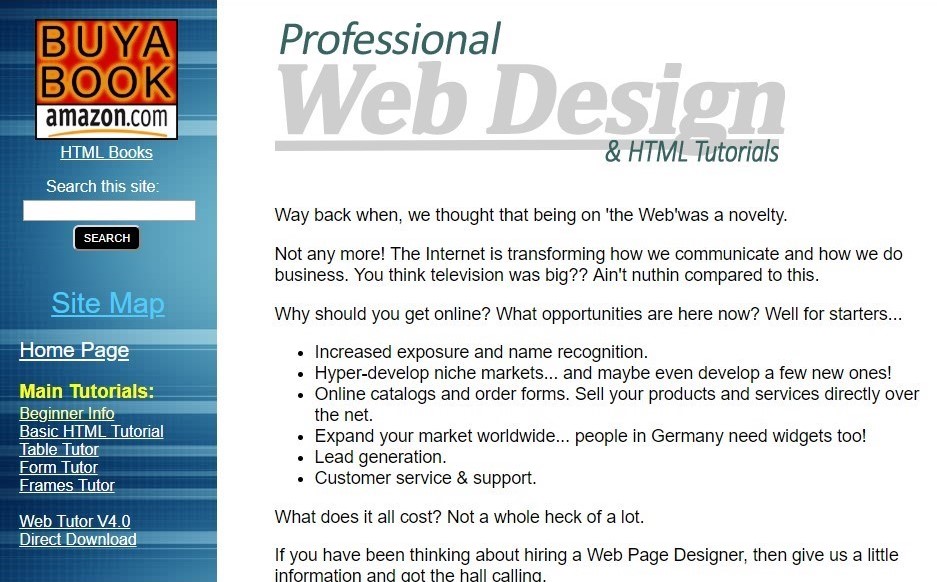 BUY A
BOOK
amazon.com
HTML Books
Search this site:
SEARCH
Site Map
Home Page
Main Tutorials:
Beginner Info
Basic HTML Tutorial
Table Tutor
Form Tutor
Frames Tutor
Web Tutor V4.0
Direct Download
Professional
Web Design
& HTML Tutorials
Way back when, we thought that being on 'the Web'was a novelty.
Not any more! The Internet is transforming how we communicate and how we do
business. You think television was big?? Ain't nuthin compared to this.
Why should you get online? What opportunities are here now? Well for starters...
• Increased exposure and name recognition.
• Hyper-develop niche markets... and maybe even develop a few new ones!
• Online catalogs and order forms. Sell your products and services directly over
the net.
• Expand your market worldwide... people in Germany need widgets too!
• Lead generation.
• Customer service & support.
What does it all cost? Not a whole heck of a lot.
If you have been thinking about hiring a Web Page Designer, then give us a little
information and got the hall calling.